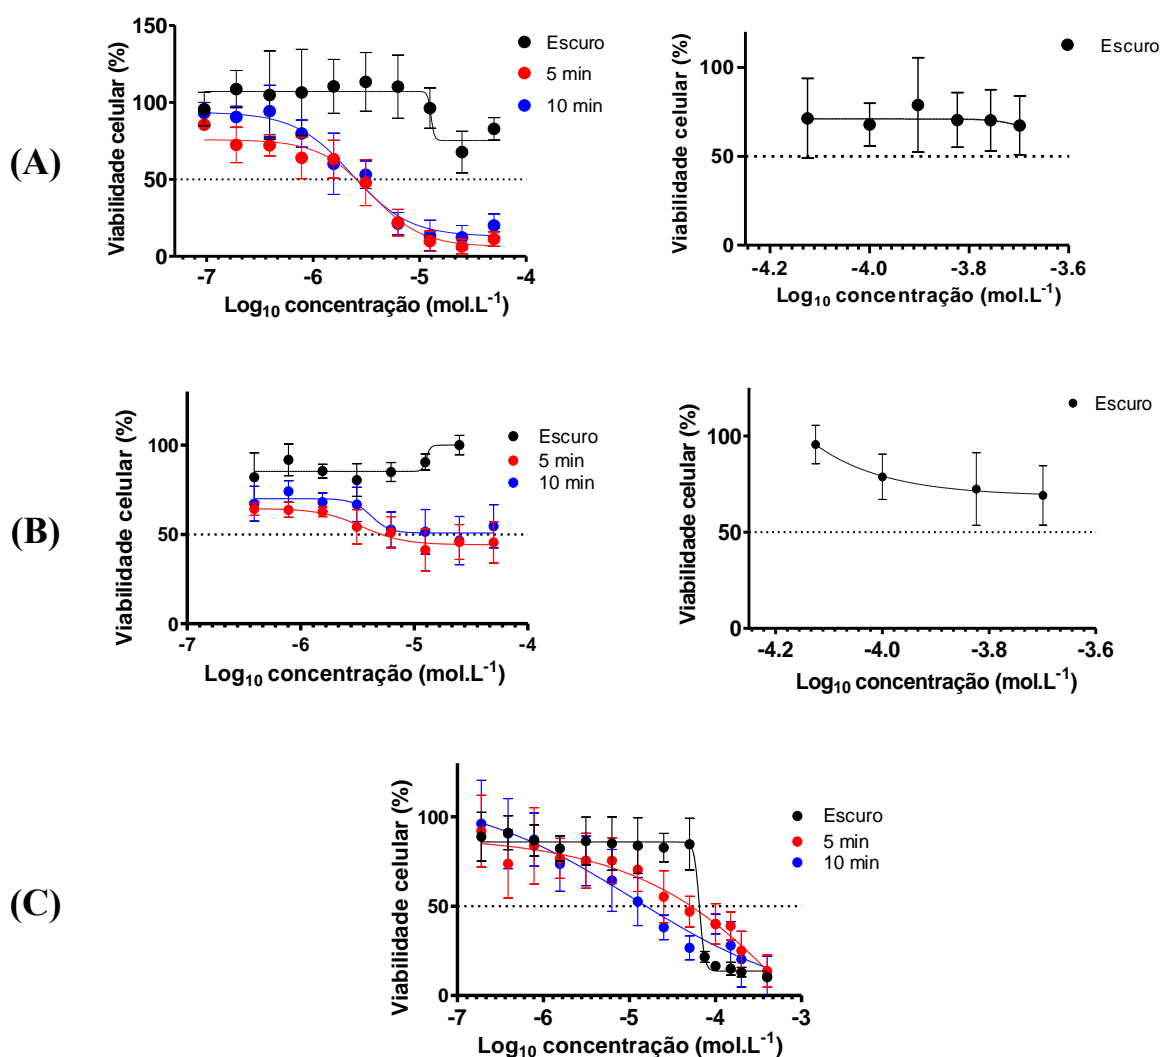 (A)
Viabilidade celular (%)
150
100
50
0
-7
-6
-5
-4
Log10 concentração (mol.L-1)
Escuro
5 min
10 min
Viabilidade celular (%)
100
50
0
-4.2
-4.0
-3.8
-3.6
Log10 concentração (mol.L-1)
Escuro
(B)
Viabilidade celular (%)
100
50
0
-7
-6
-5
-4
Log10 concentração (mol.L-1)
Escuro
5 min
10 min
Viabilidade celular (%)
100
50
0
-4.2
-4.0
-3.8
-3.6
Log10 concentração (mol.L-1)
Escuro
(C)
Viabilidade celular (%)
100
50
0
-7
-6
-5
-4
-3
Log10 concentração (mol.L-1)
Escuro
5 min
10 min